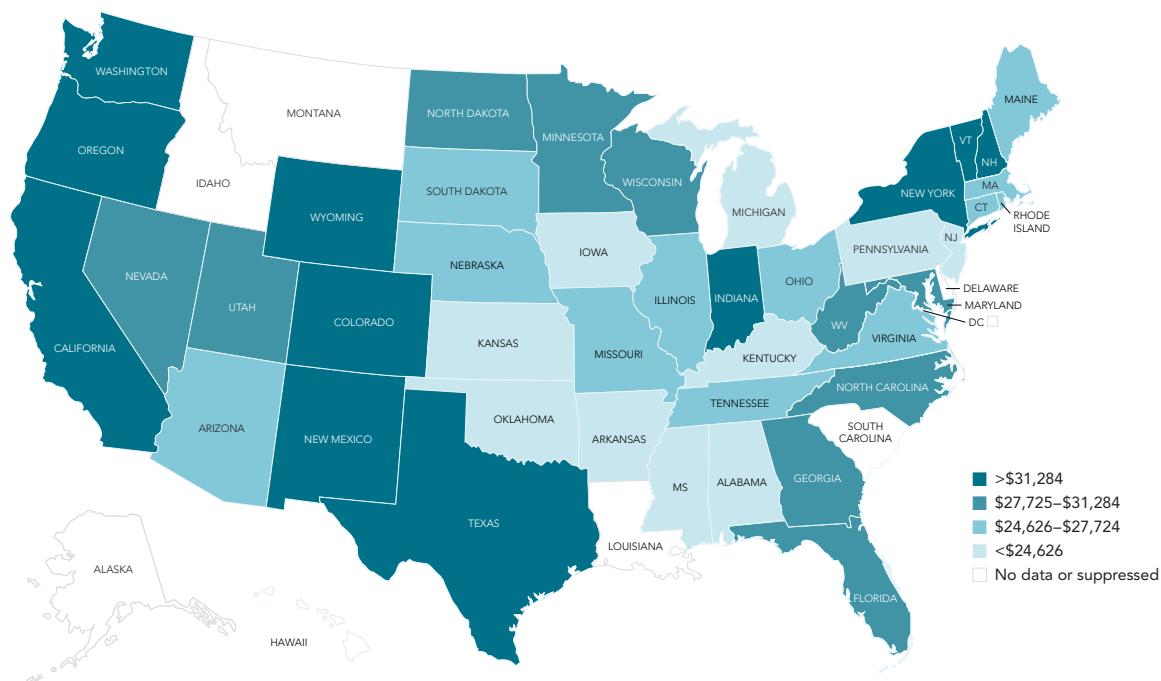 WASHINGTON
OREGON
CALIFORNIA
NEVADA
IDAHO
MONTANA
WYOMING
UTAH
ARIZONA
COLORADO
NEW MEXICO
NORTH DAKOTA
SOUTH DAKOTA
NEBRASKA
KANSAS
OKLAHOMA
TEXAS
MINNESOTA
IOWA
MISSOURI
ARKANSAS
LOUISIANA
WISCONSIN
ILLINOIS
MICHIGAN
INDIANA
OHIO
KENTUCKY
TENNESSEE
MS
ALABAMA
GEORGIA
FLORIDA
SOUTH
CAROLINA
NORTH CAROLINA
VIRGINIA
WV
PENNSYLVANIA
NEW YORK
VT
NH
MAINE
MA
CT
RHODE
ISLAND
NJ
DELAWARE
MARYLAND
DC
ALASKA
HAWAII
>$31,284
$27,725–$31,284
$24,626–$27,724
<$24,626
No data or suppressed